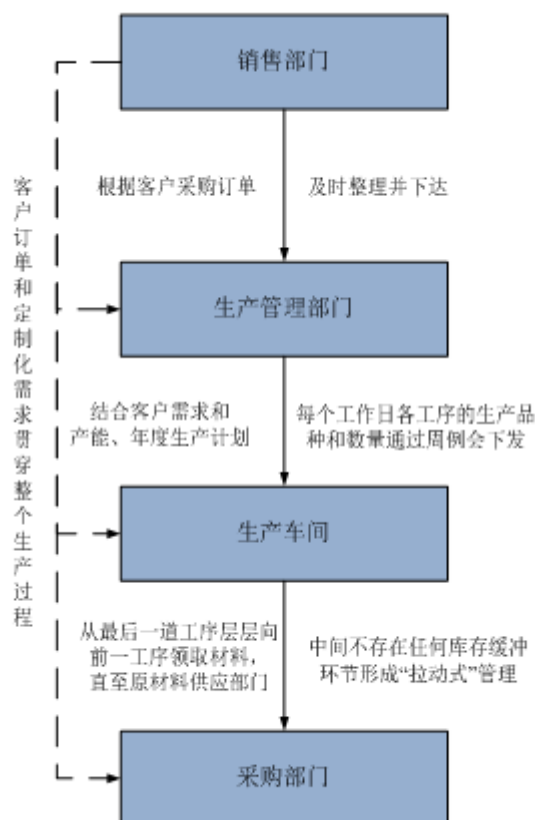 销售部门
根据客户采购订单
及时整理并下达
客户订单和定制化需求贯穿整个生产过程
生产管理部门
结合客户需求和
产能、年度生产计划
每个工作日各工序的生产品
种和数量通过周例会下发
生产车间
从最后一道工序层层向
前一工序领取材料，
直至原材料供应部门
中间不存在任何库存缓冲
环节形成“拉动式”管理
采购部门